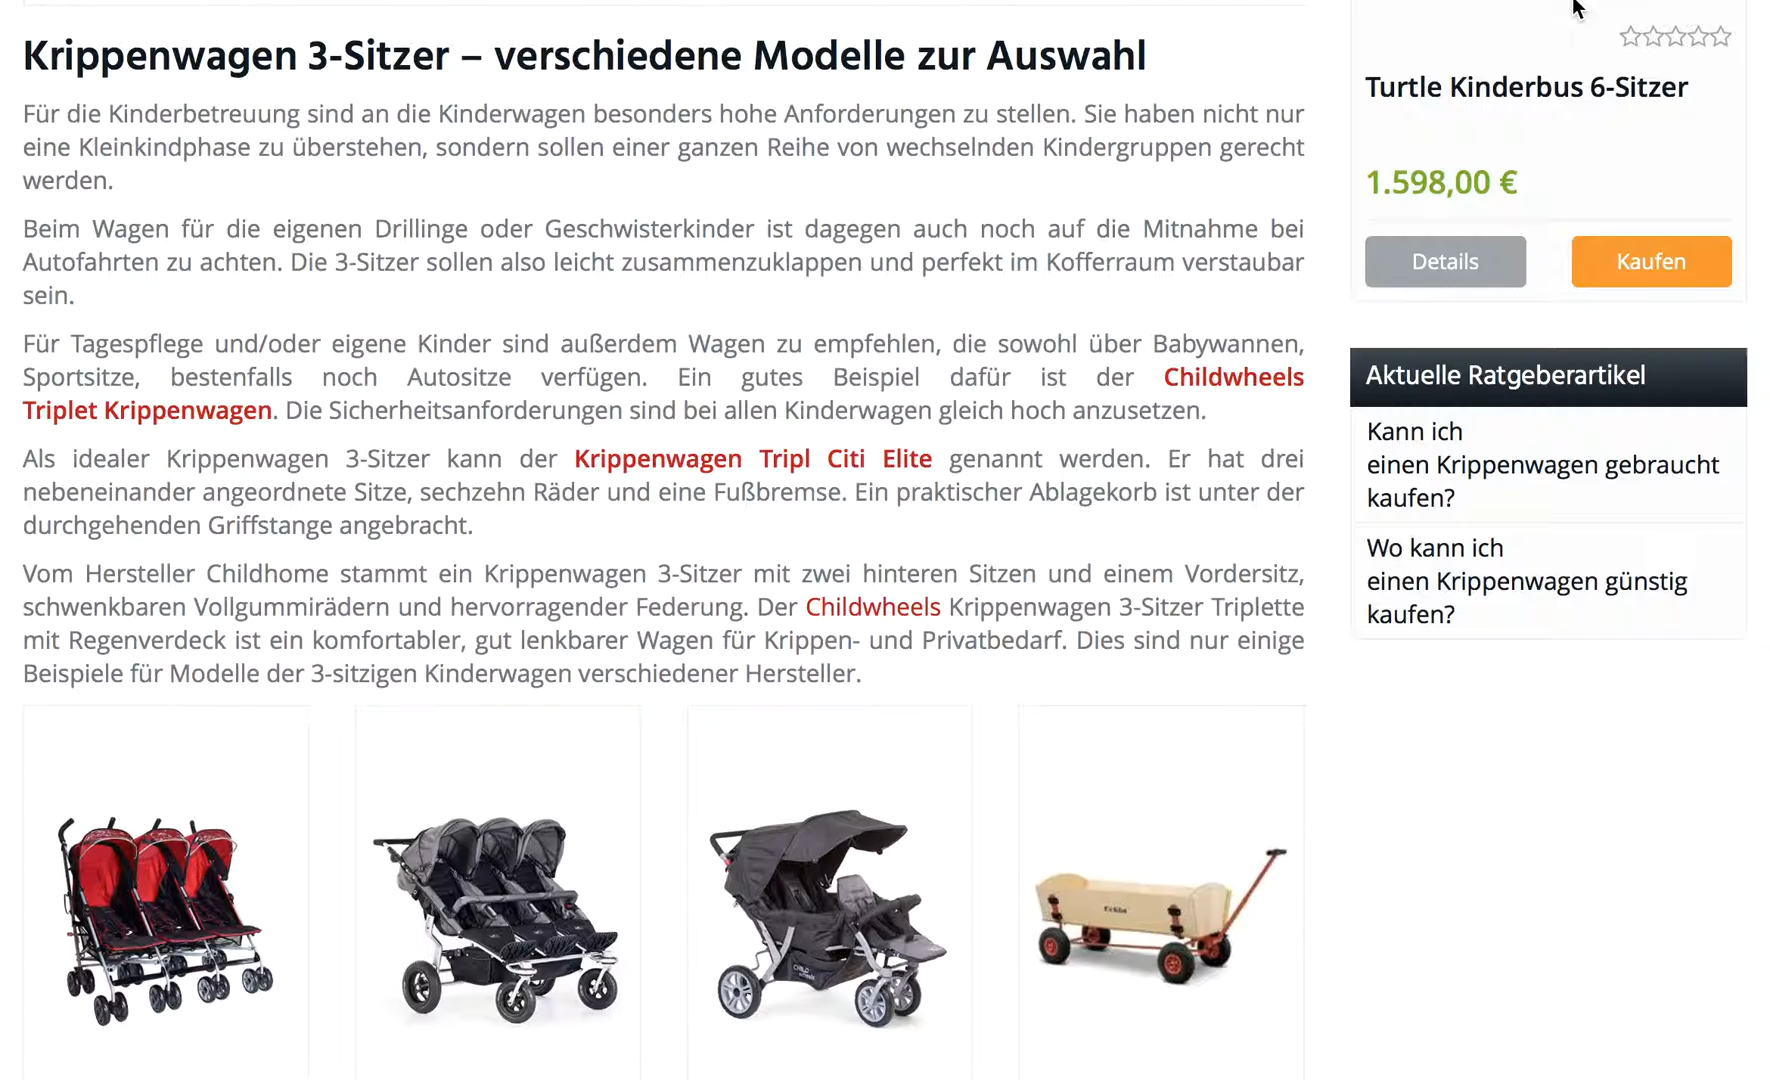 Krippenwagen 3-Sitzer – verschiedene Modelle zur Auswahl
Für die Kinderbetreuung sind an die Kinderwagen besonders hohe Anforderungen zu stellen. Sie haben nicht nur
eine Kleinkindphase zu überstehen, sondern sollen einer ganzen Reihe von wechselnden Kindergruppen gerecht
werden.
Beim Wagen für die eigenen Drillinge oder Geschwisterkinder ist dagegen auch noch auf die Mitnahme bei
Autofahrten zu achten. Die 3-Sitzer sollen also leicht zusammenzuklappen und perfekt im Kofferraum verstaubar
sein.
Für Tagespflege und/oder eigene Kinder sind außerdem Wagen zu empfehlen, die sowohl über Babywannen,
Sportsitze, bestenfalls noch Autositze verfügen. Ein gutes Beispiel dafür ist der Childwheels
Triplet Krippenwagen. Die Sicherheitsanforderungen sind bei allen Kinderwagen gleich hoch anzusetzen.
Als idealer Krippenwagen 3-Sitzer kann der Krippenwagen Tripl Citi Elite genannt werden. Er hat drei
nebeneinander angeordnete Sitze, sechzehn Räder und eine Fußbremse. Ein praktischer Ablagekorb ist unter der
durchgehenden Griffstange angebracht.
Vom Hersteller Childhome stammt ein Krippenwagen 3-Sitzer mit zwei hinteren Sitzen und einem Vordersitz,
schwenkbaren Vollgummirädern und hervorragender Federung. Der Childwheels Krippenwagen 3-Sitzer Triplette
mit Regenverdeck ist ein komfortabler, gut lenkbarer Wagen für Krippen- und Privatbedarf. Dies sind nur einige
Beispiele für Modelle der 3-sitzigen Kinderwagen verschiedener Hersteller.
Turtle Kinderbus 6-Sitzer
1.598,00 €
Details
Kaufen
Aktuelle Ratgeberartikel
Kann ich
einen Krippenwagen gebraucht
kaufen?
Wo kann ich
einen Krippenwagen günstig
kaufen?